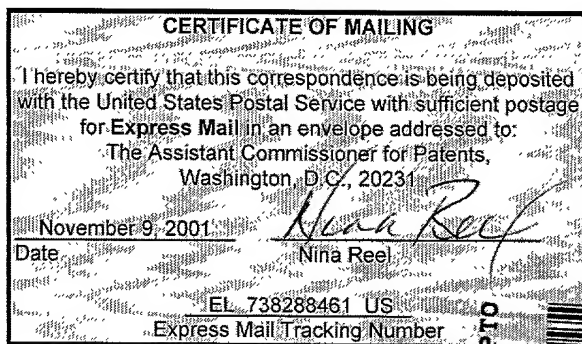 CERTIFICATE OF MAILING
I hereby certify that this correspondence is being deposited
with the United States Postal Service with sufficient postage
for Express Mail in an envelope addressed to:
The Assistant Commissioner for Patents,
Washington, D.C., 20231
Nina Reel
November 9, 2001
Date Nina Reel
EL 738288461 US
Express Mail Tracking Number
PTO